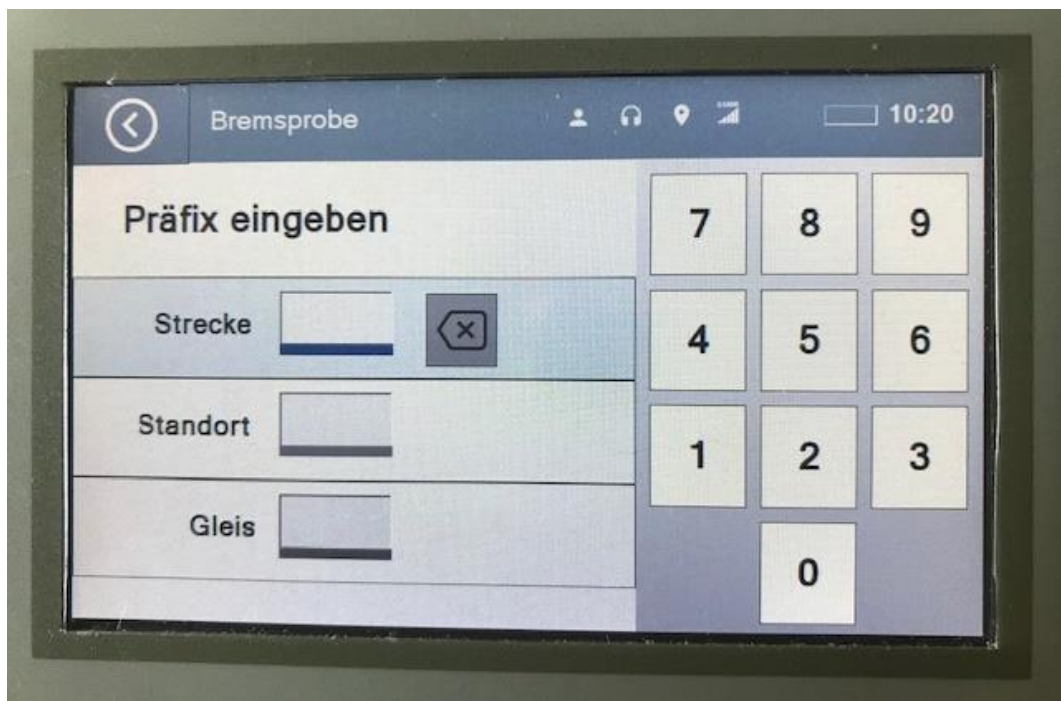 Bremsprobe
10:20
Präfix eingeben
Strecke
Standort
Gleis
7 8 9
4 5 6
1 2 3
0